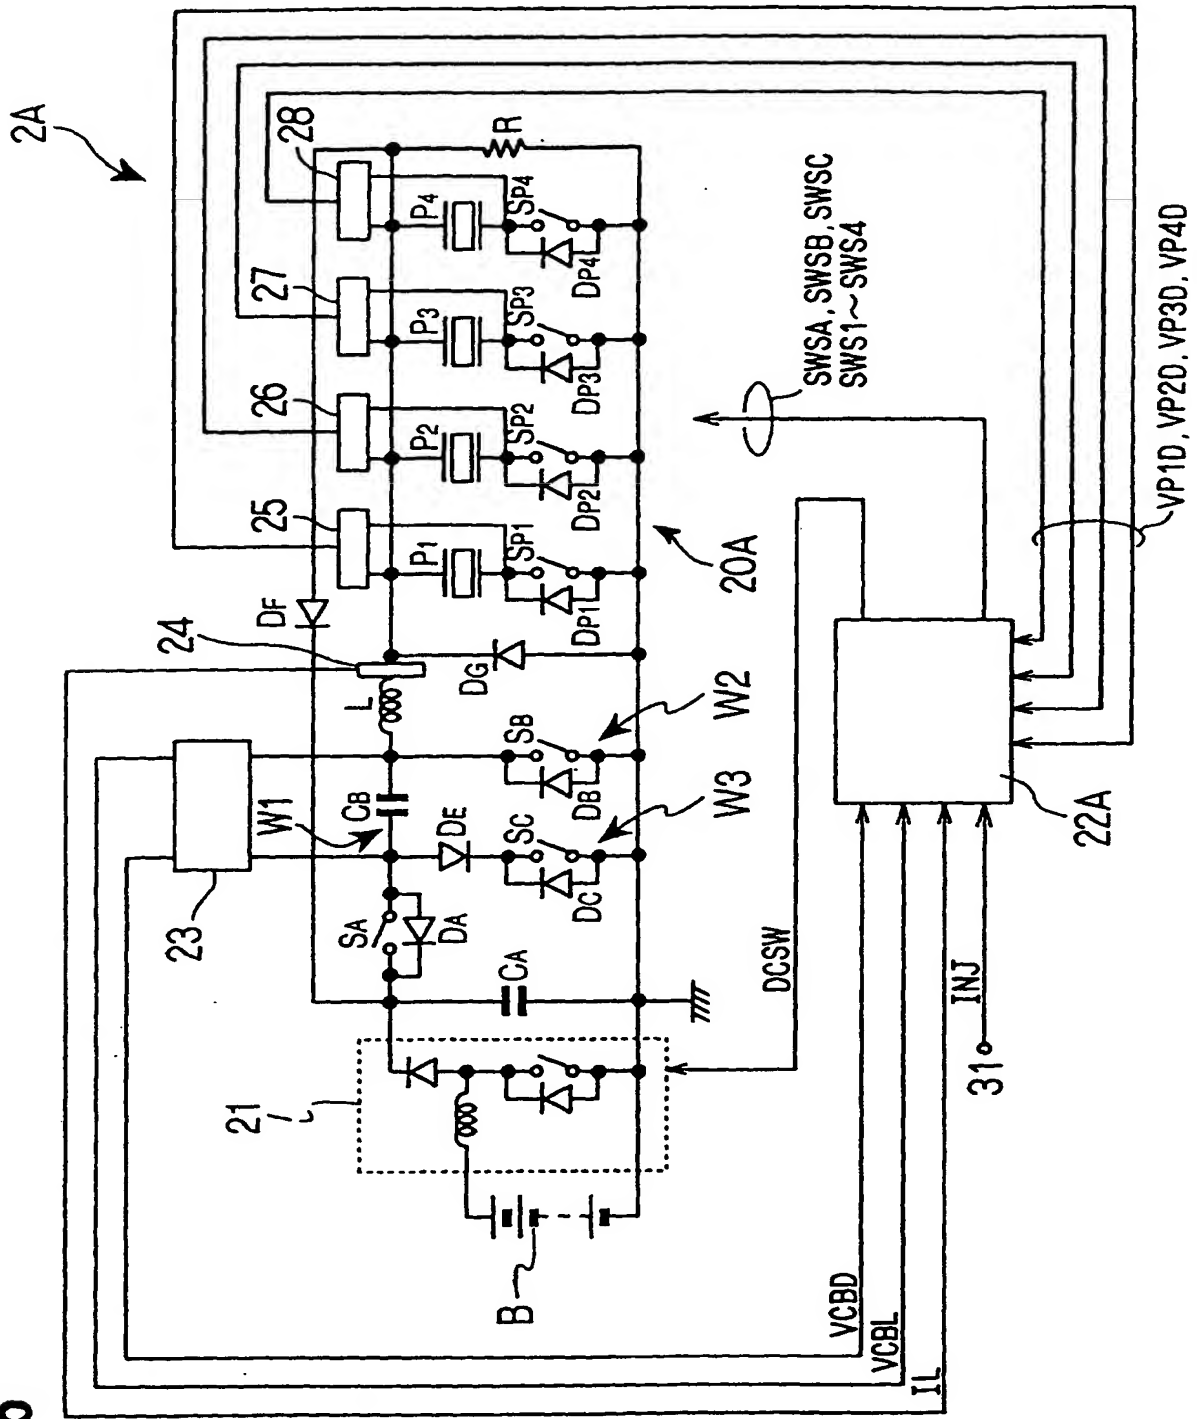 2A
28
27
26
25
24
23
21
DF
L
W1
CB
DE
SA
DA
CA
SC
DC
W3
SB
DB
W2
DG
P1
SP1
DP1
P2
SP2
DP2
P3
SP3
DP3
P4
SP4
DP4
R
20A
B
DCSW
SWSA, SWSB, SWSC
SWS1~SWS4
VP1D, VP2D, VP3D, VP4D
22A
VCBD
VCBL
IL
INJ
31